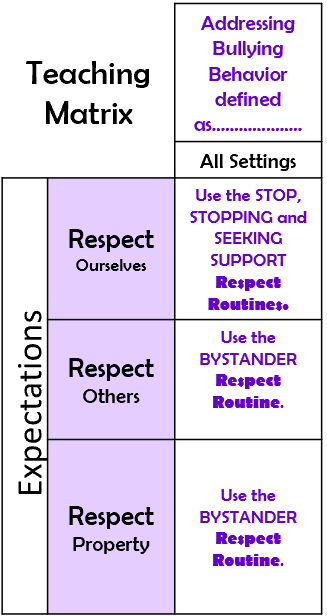 Teaching
Matrix
Addressing
Bullying
Behavior
defined
as....................
All Settings
Expectations
Respect
Ourselves
Use the STOP,
STOPPING and
SEEKING
SUPPORT
Respect
Routines.
Respect
Others
Use the
BYSTANDER
Respect
Routine.
Respect
Property
Use the
BYSTANDER
Respect
Routine.